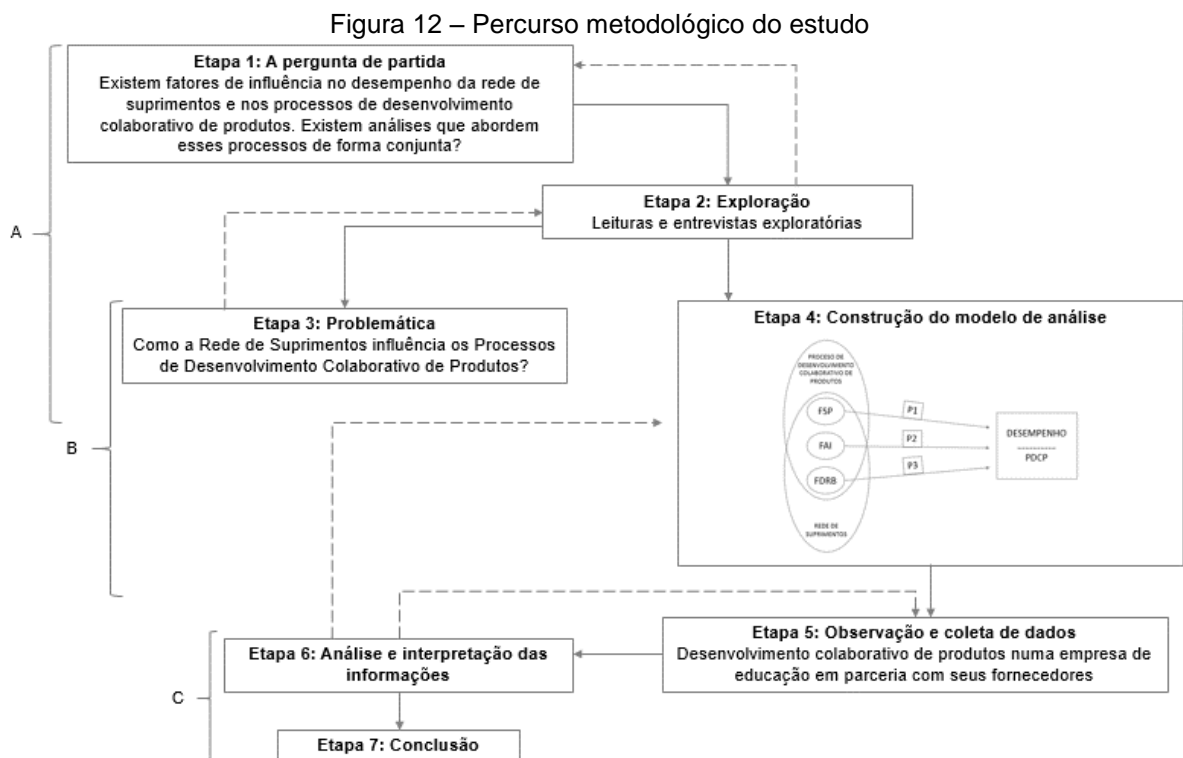 Figura 12 – Percurso metodológico do estudo
Etapa 1: A pergunta de partida
Existem fatores de influência no desempenho da rede de
suprimentos e nos processos de desenvolvimento
colaborativo de produtos. Existem análises que abordem
esses processos de forma conjunta?
Etapa 2: Exploração
Leituras e entrevistas exploratórias
A
Etapa 3: Problemática
Como a Rede de Suprimentos influência os Processos
de Desenvolvimento Colaborativo de Produtos?
Etapa 4: Construção do modelo de análise
PROCESO DE
DESENVOLVIMENTO
COLABORATIVO DE
PRODUTOS
FSP
FAI
FDRB
P1
P2
P3
DESEMPENHO
PDCP
REDE DE
SUPRIMENTOS
B
Etapa 5: Observação e coleta de dados
Desenvolvimento colaborativo de produtos numa empresa de
educação em parceria com seus fornecedores
Etapa 6: Análise e interpretação das
informações
C
Etapa 7: Conclusão